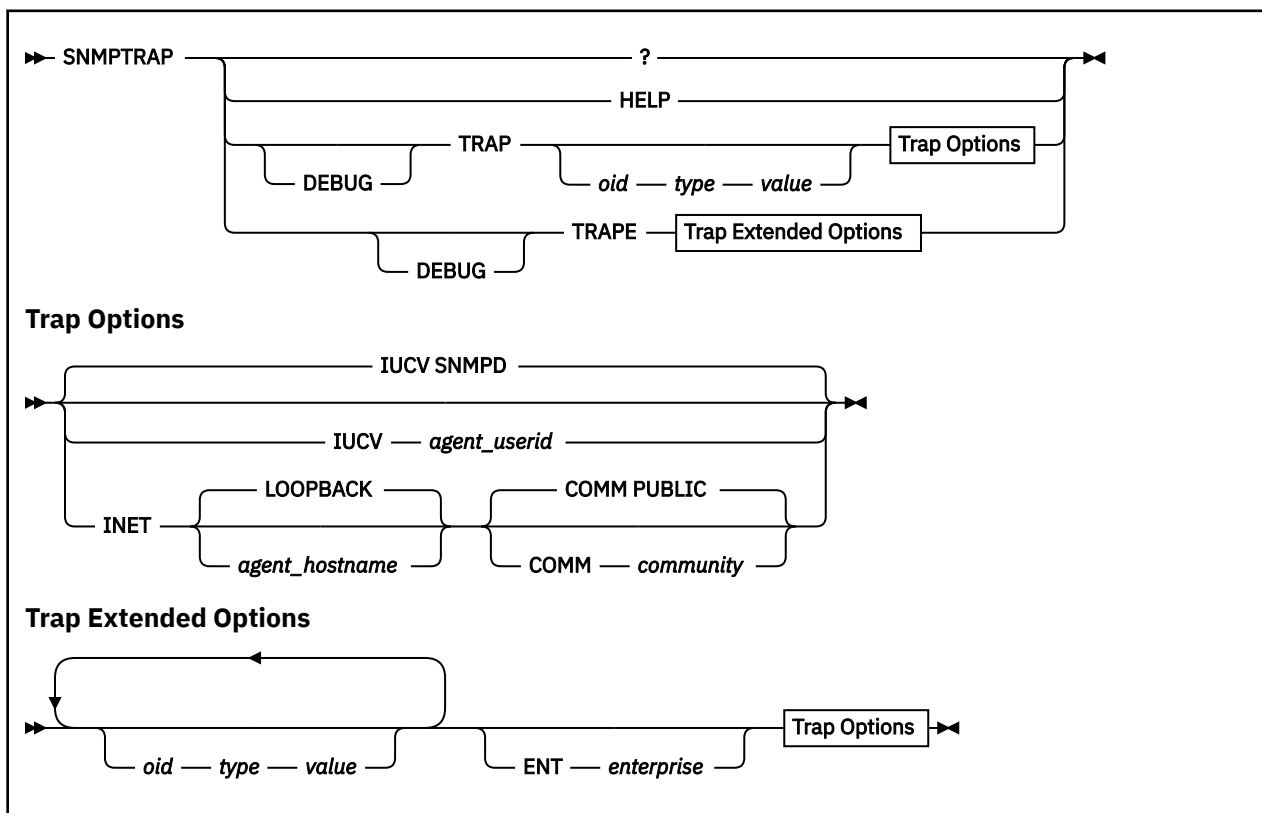 SNMPTRAP ?
HELP
TRAP Trap Options
DEBUG oid type value
TRAPE Trap Extended Options
DEBUG
Trap Options
IUCV SNMPD
IUCV agent_userid
LOOPBACK COMM PUBLIC
INET
agent_hostname COMM community
Trap Extended Options
Trap Options
oid type value ENT enterprise